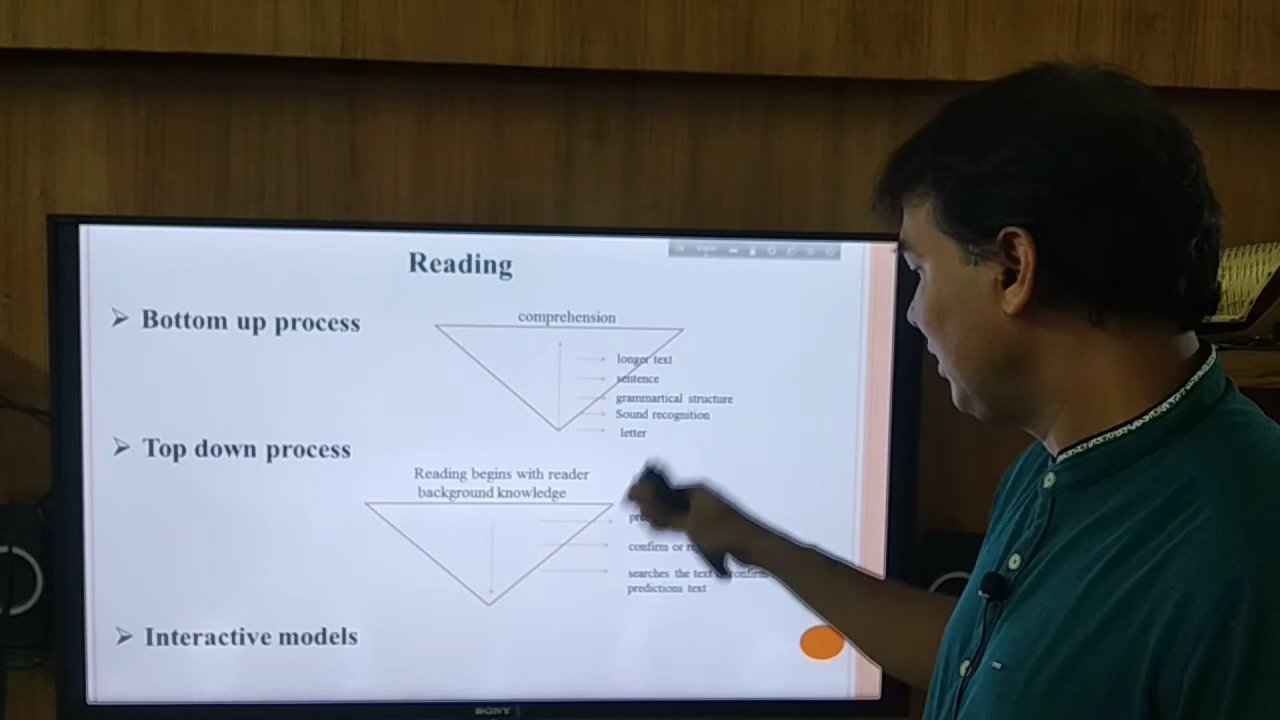 Reading
Bottom up process
comprehension
longer text
sentence
grammartical structure
Sound recognition
letter
Top down process
Reading begins with reader
background knowledge
confirm or
searches the text
predictions text
Interactive models
SONY